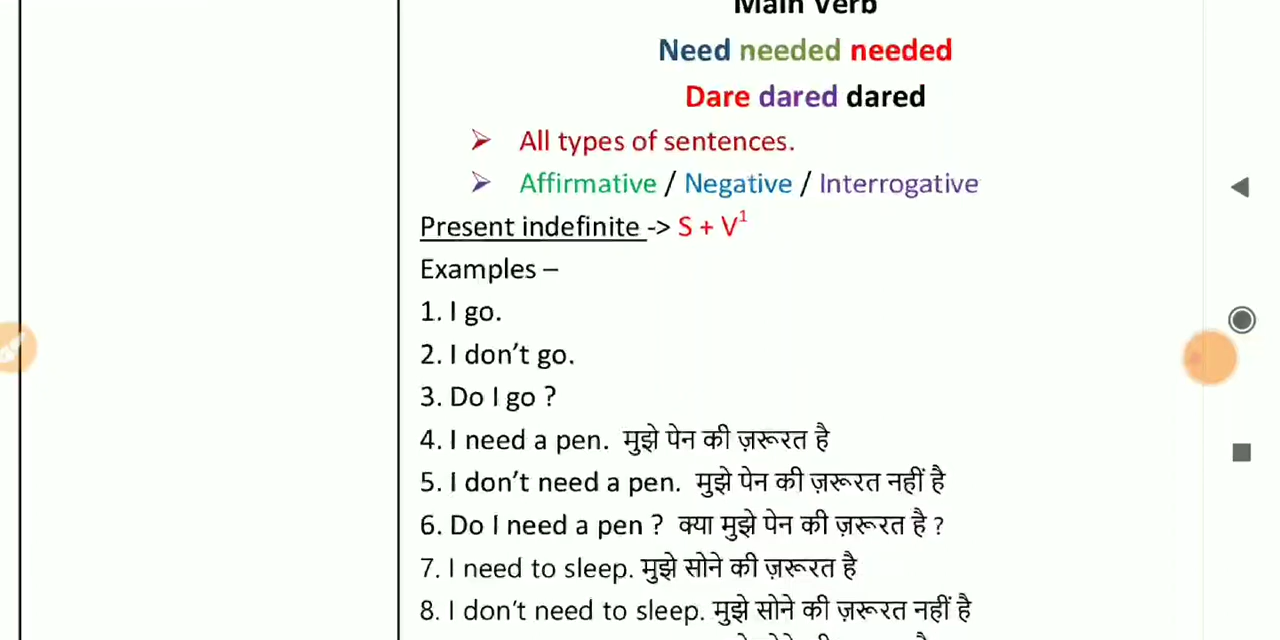 Main Verb
Need needed needed
Dare dared dared
➢ All types of sentences.
➢ Affirmative / Negative / Interrogative
Present indefinite -> S + V¹
Examples –
1. I go.
2. I don’t go.
3. Do I go ?
4. I need a pen. मुझे पेन की ज़रूरत है
5. I don’t need a pen. मुझे पेन की ज़रूरत नहीं है
6. Do I need a pen ? क्या मुझे पेन की ज़रूरत है ?
7. I need to sleep. मुझे सोने की ज़रूरत है
8. I don’t need to sleep. मुझे सोने की ज़रूरत नहीं है